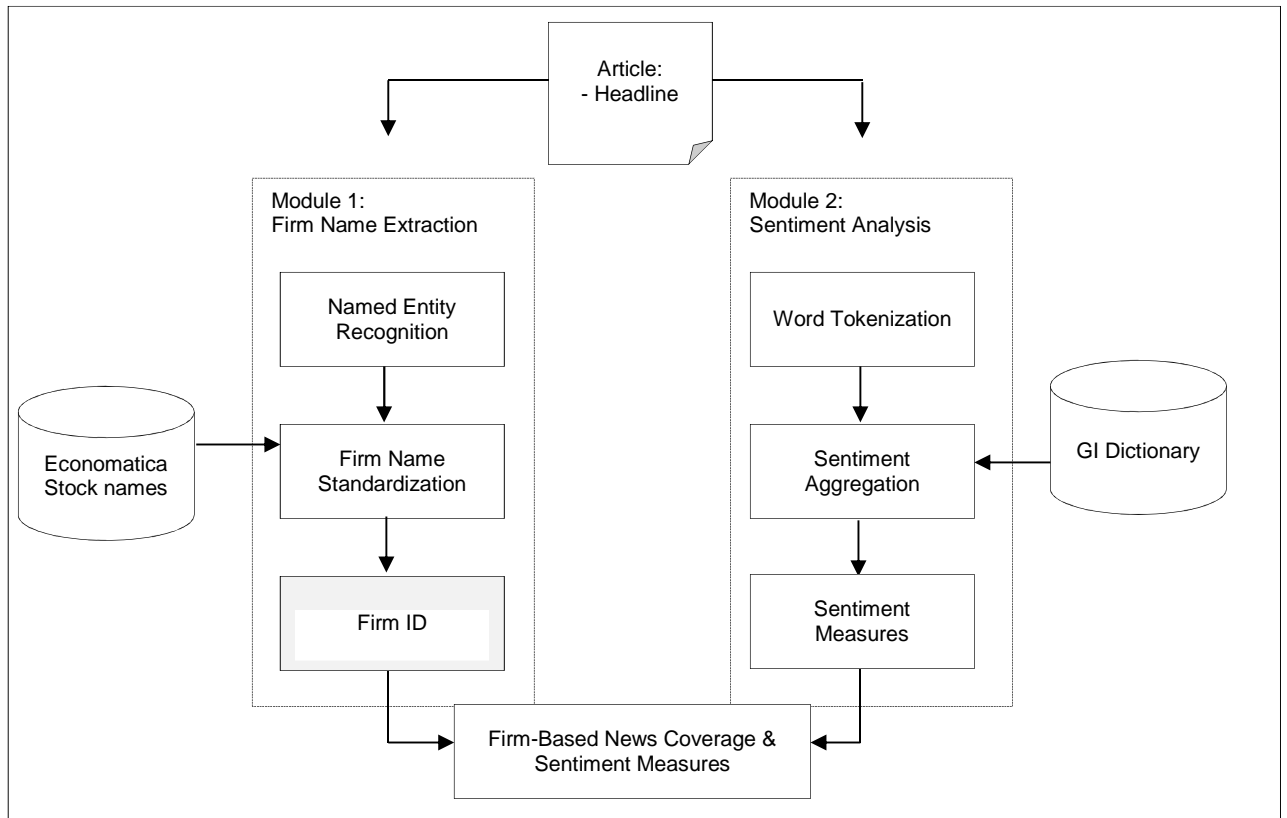 Article:
- Headline
Module 1:
Firm Name Extraction
Module 2:
Sentiment Analysis
Named Entity
Recognition
Word Tokenization
Economatica
Stock names
Firm Name
Standardization
Sentiment
Aggregation
GI Dictionary
Firm ID
Sentiment
Measures
Firm-Based News Coverage &
Sentiment Measures